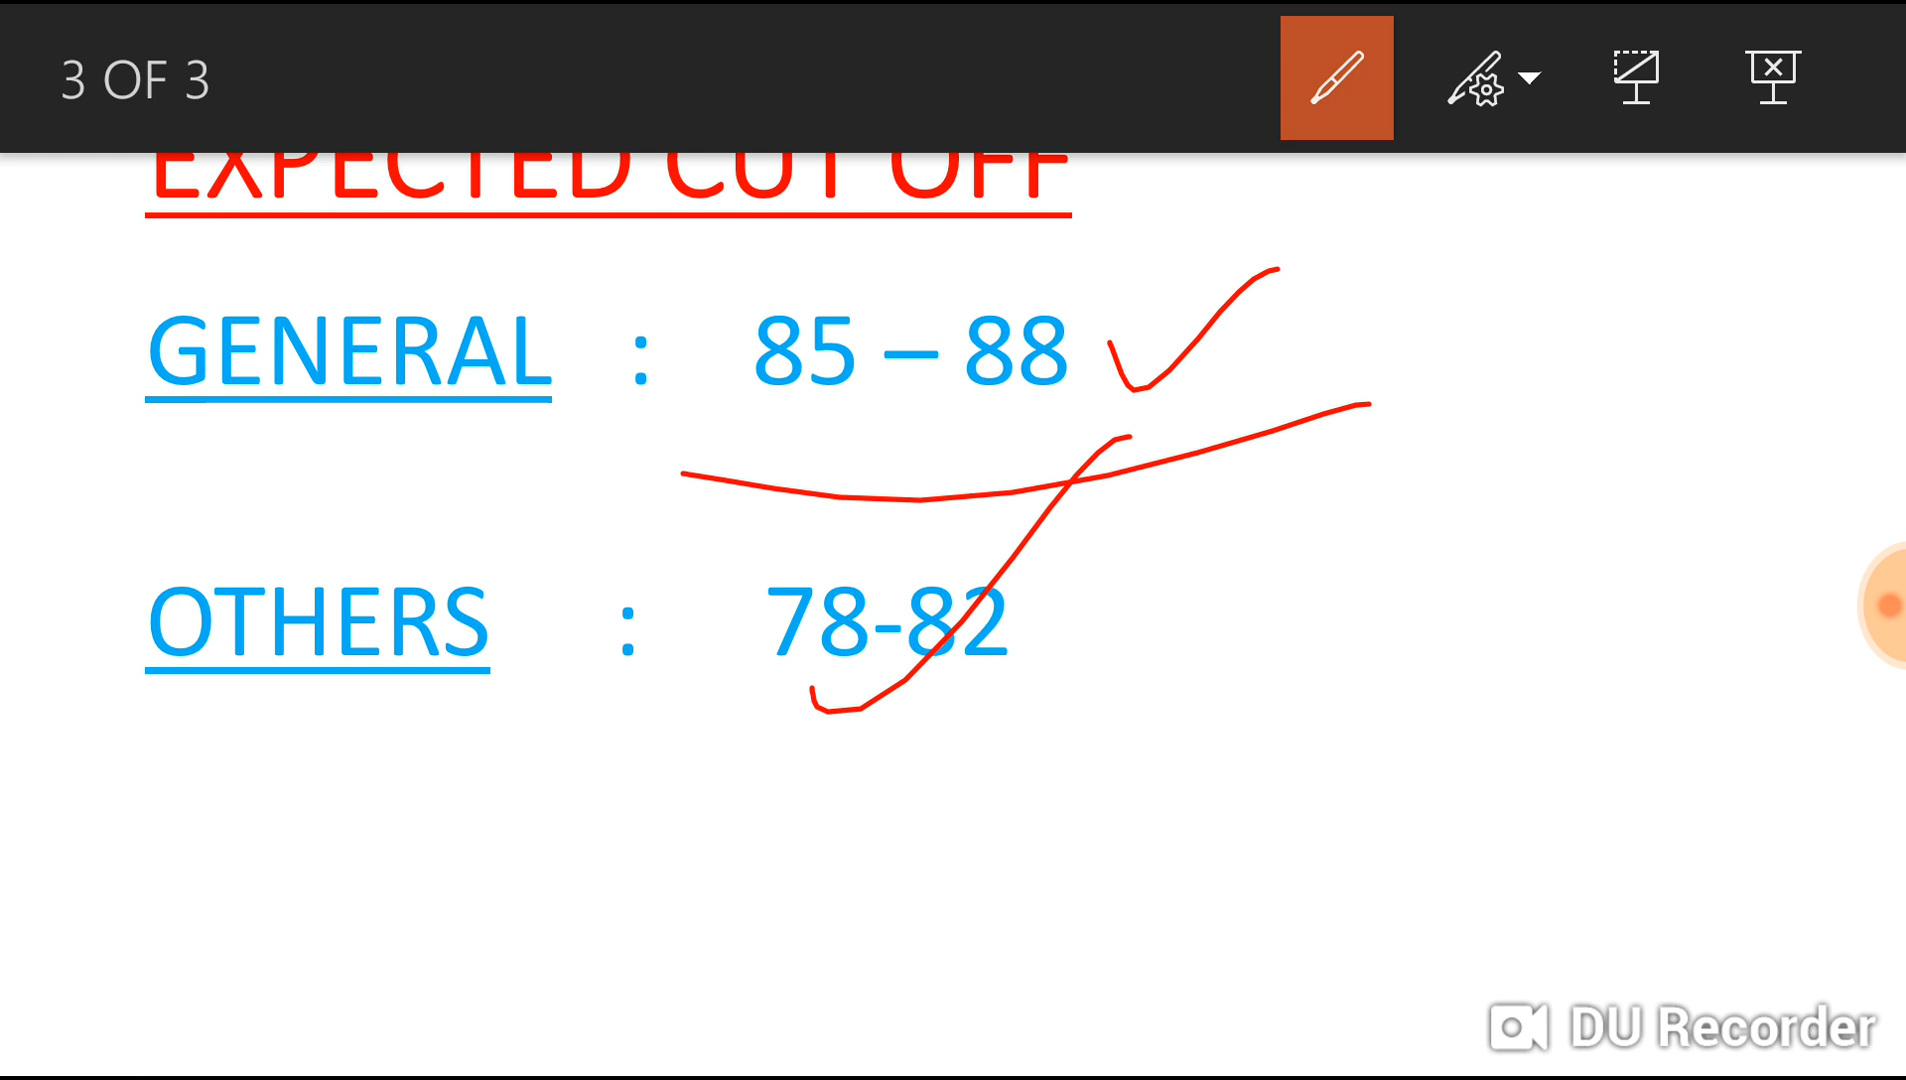 3 OF 3
EXPECTED CUT OFF
GENERAL : 85 – 88
OTHERS : 78-82
DU Recorder